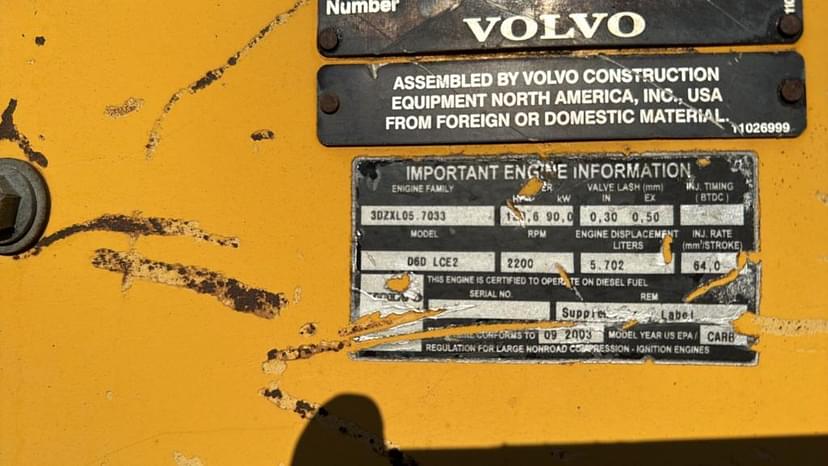 Number
VOLVO
ASSEMBLED BY VOLVO CONSTRUCTION
EQUIPMENT NORTH AMERICA, INC., USA
FROM FOREIGN OR DOMESTIC MATERIAL.
11026999
IMPORTANT ENGINE INFORMATION
ENGINE FAMILY kW VALVE LASH (mm) INJ. TIMING
IN EX (BTDC)
3DZXL05.7033 90,0 0,30 0,50
MODEL RPM ENGINE DISPLACEMENT INJ. RATE
LITERS (mm³/STROKE)
D6D LCE2 2200 5.702 64,0
THIS ENGINE IS CERTIFIED TO OPERATE ON DIESEL FUEL
SERIAL NO. REM
Label
CONFORMS TO 09 2003 MODEL YEAR US EPA / CARB
REGULATION FOR LARGE NONROAD COMPRESSION - IGNITION ENGINES